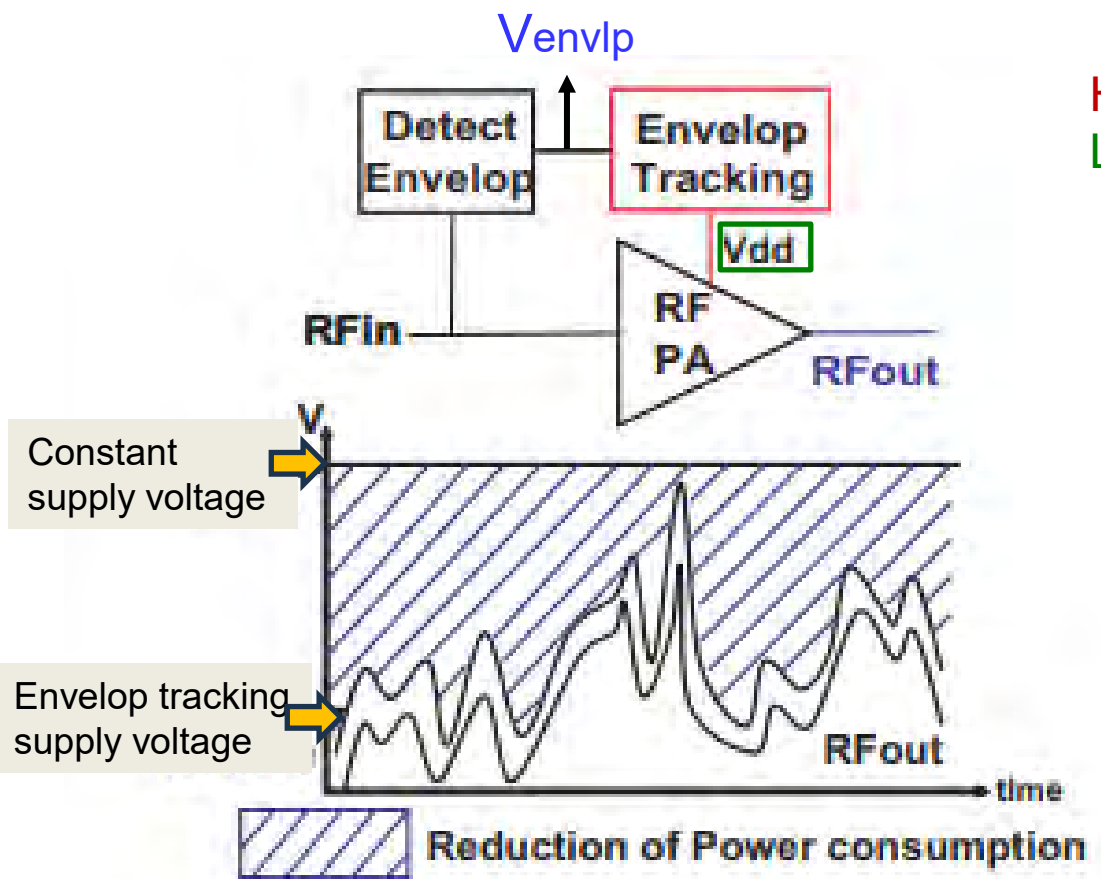 Venvlp
H
L
Detect
Envelop
Envelop
Tracking
Vdd
RFin
RF
PA
RFout
V
Constant
supply voltage
Envelop tracking
supply voltage
RFout
time
Reduction of Power consumption